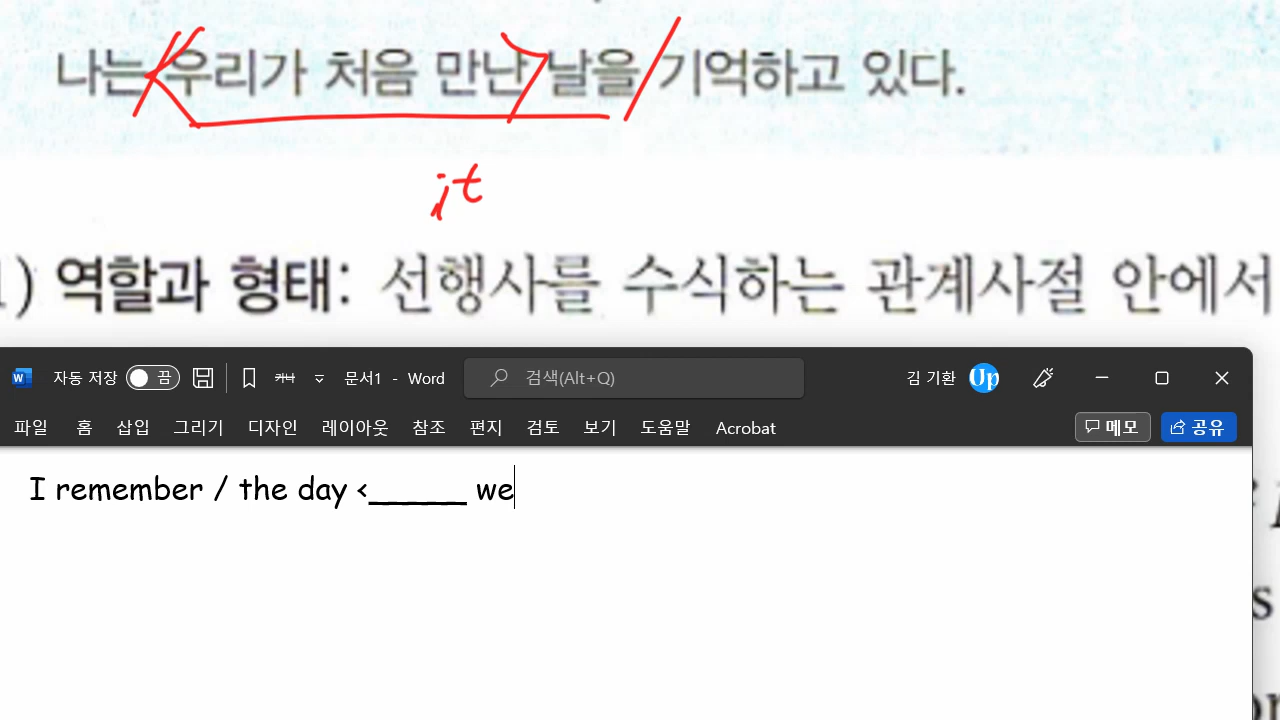 나는 우리가 처음 만난 날을 기억하고 있다.
it
1) 역할과 형태: 선행사를 수식하는 관계사절 안에서
자동 저장 끔 가나 문서1 - Word 검색(Alt+Q) 김 기환 Up
파일 홈 삽입 그리기 디자인 레이아웃 참조 편지 검토 보기 도움말 Acrobat 메모 공유
I remember / the day <_____ we